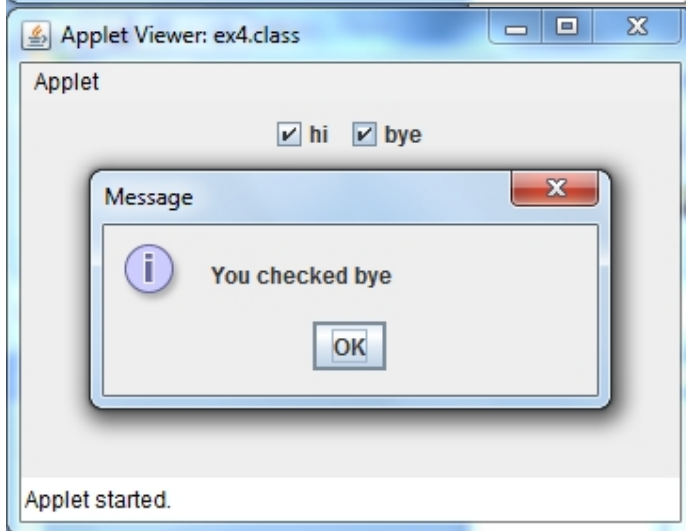 Applet Viewer: ex4.class
Applet
hi bye
Message
You checked bye
OK
Applet started.